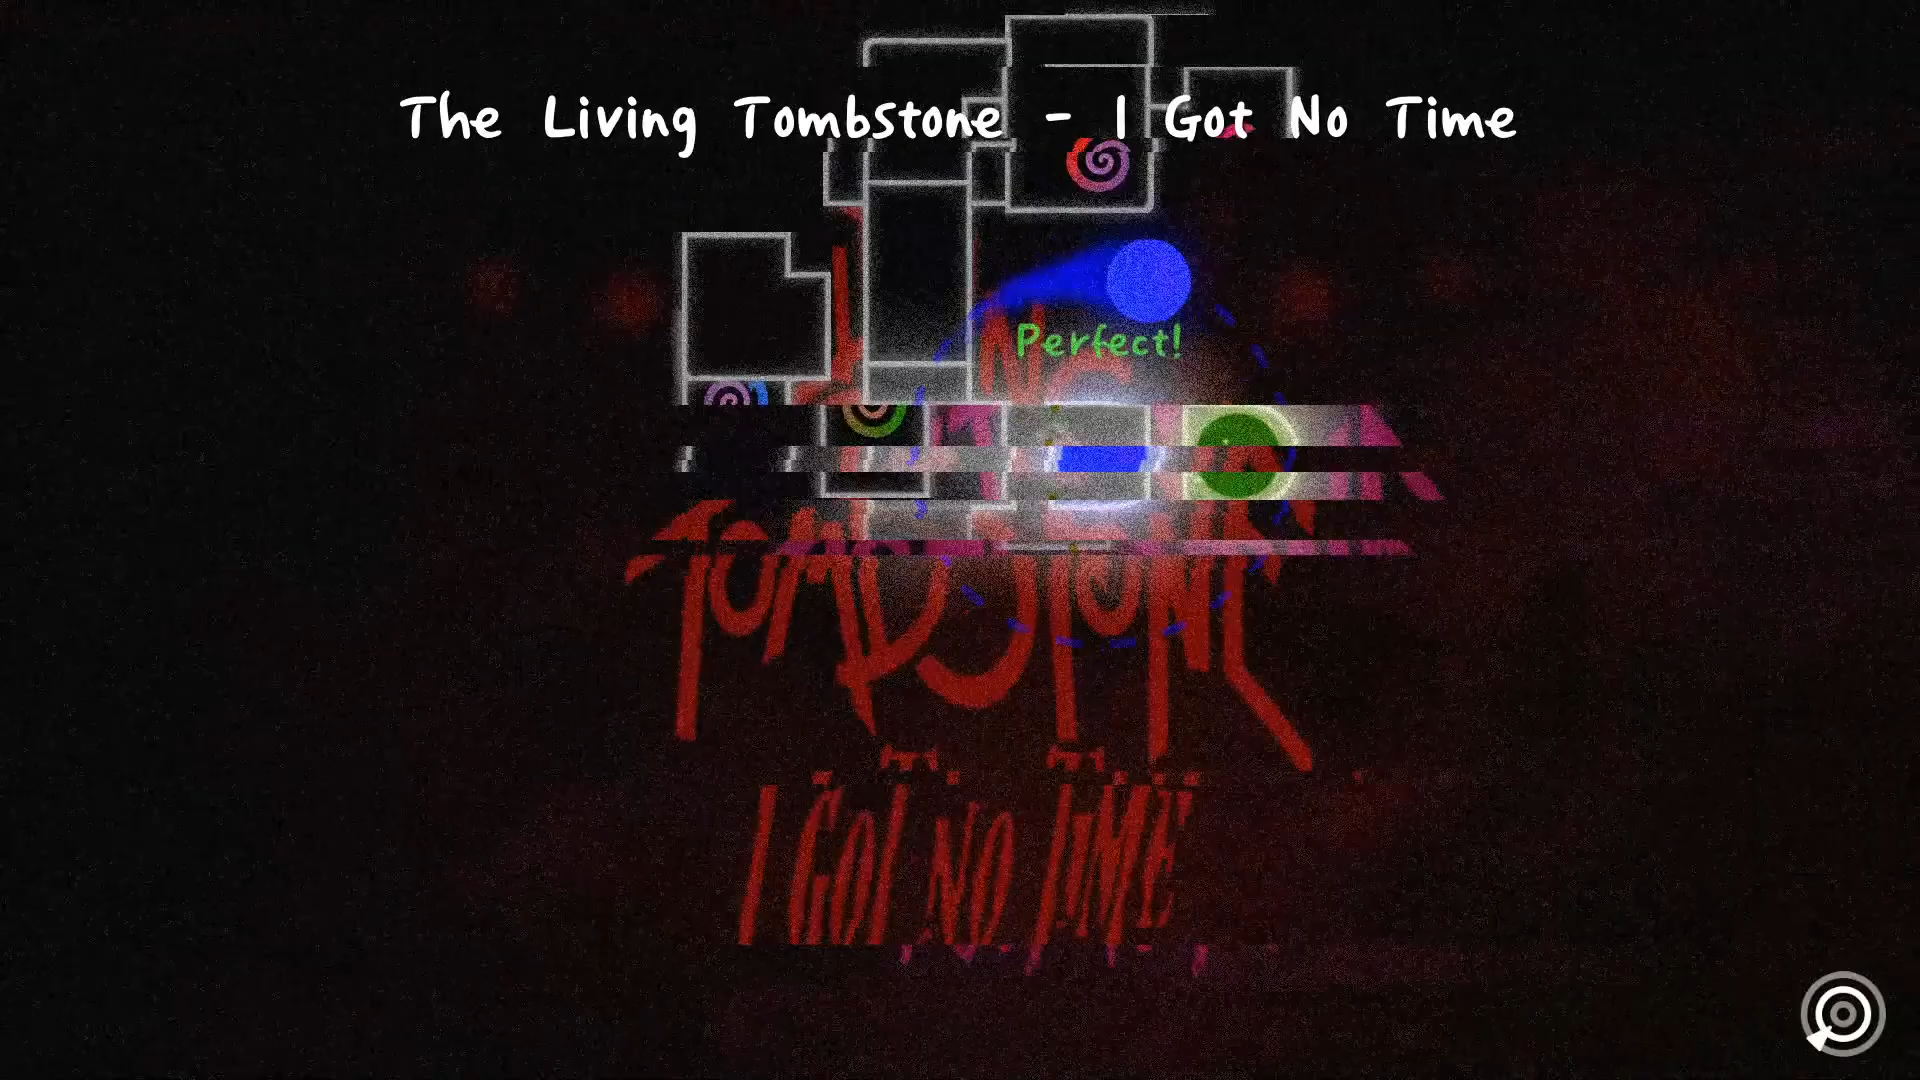 The Living Tombstone - I Got No Time
Perfect!
TOMBSTONE
I GOT NO TIME